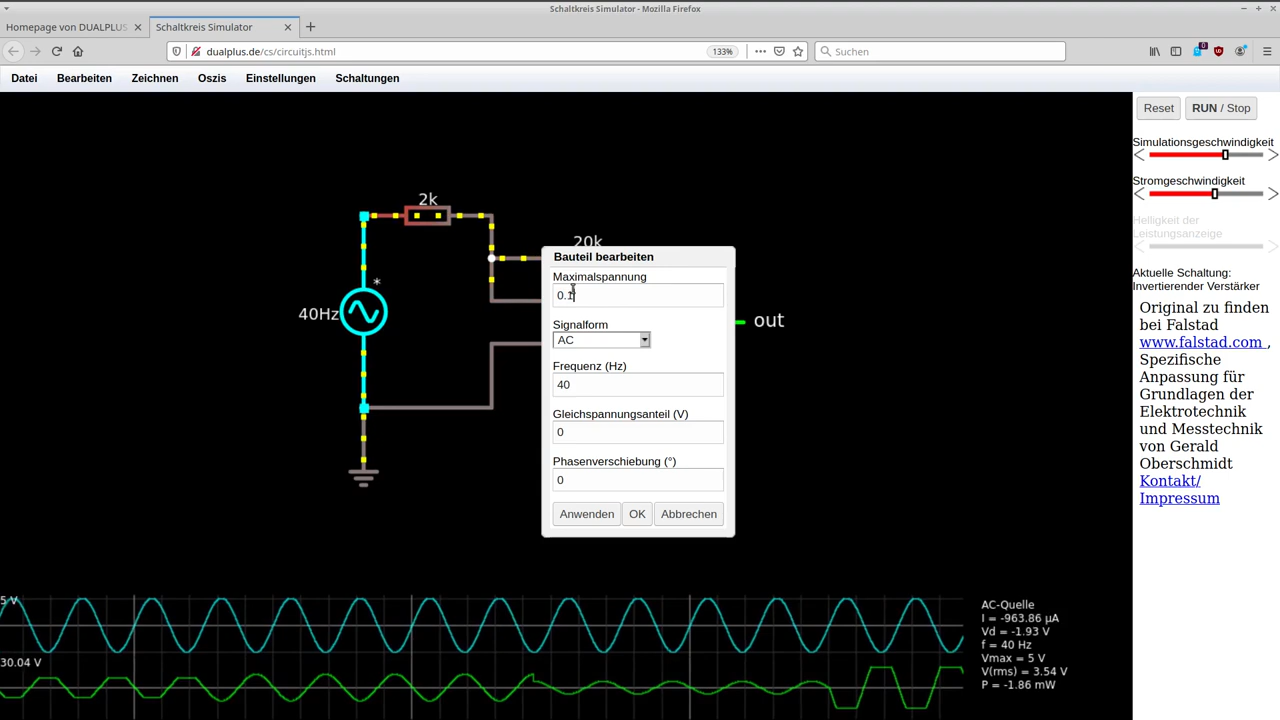 Schaltkreis Simulator - Mozilla Firefox
Homepage von DUALPLUS
Schaltkreis Simulator
dualplus.de/cs/circuitjs.html
133%
Suchen
Datei Bearbeiten Zeichnen Oszis Einstellungen Schaltungen
Reset
RUN / Stop
Simulationsgeschwindigkeit
Stromgeschwindigkeit
Helligkeit der
Leistungsanzeige
Aktuelle Schaltung:
Invertierender Verstärker
Original zu finden
bei Falstad
www.falstad.com ,
Spezifische
Anpassung für
Grundlagen der
Elektrotechnik
und Messtechnik
von Gerald
Oberschmidt
Kontakt/
Impressum
2k
20k
*
40Hz
out
Bauteil bearbeiten
Maximalspannung
0.1
Signalform
AC
Frequenz (Hz)
40
Gleichspannungsanteil (V)
0
Phasenverschiebung (°)
0
Anwenden
OK
Abbrechen
5 V
30.04 V
AC-Quelle
I = -963.86 µA
Vd = -1.93 V
f = 40 Hz
Vmax = 5 V
V(rms) = 3.54 V
P = -1.86 mW